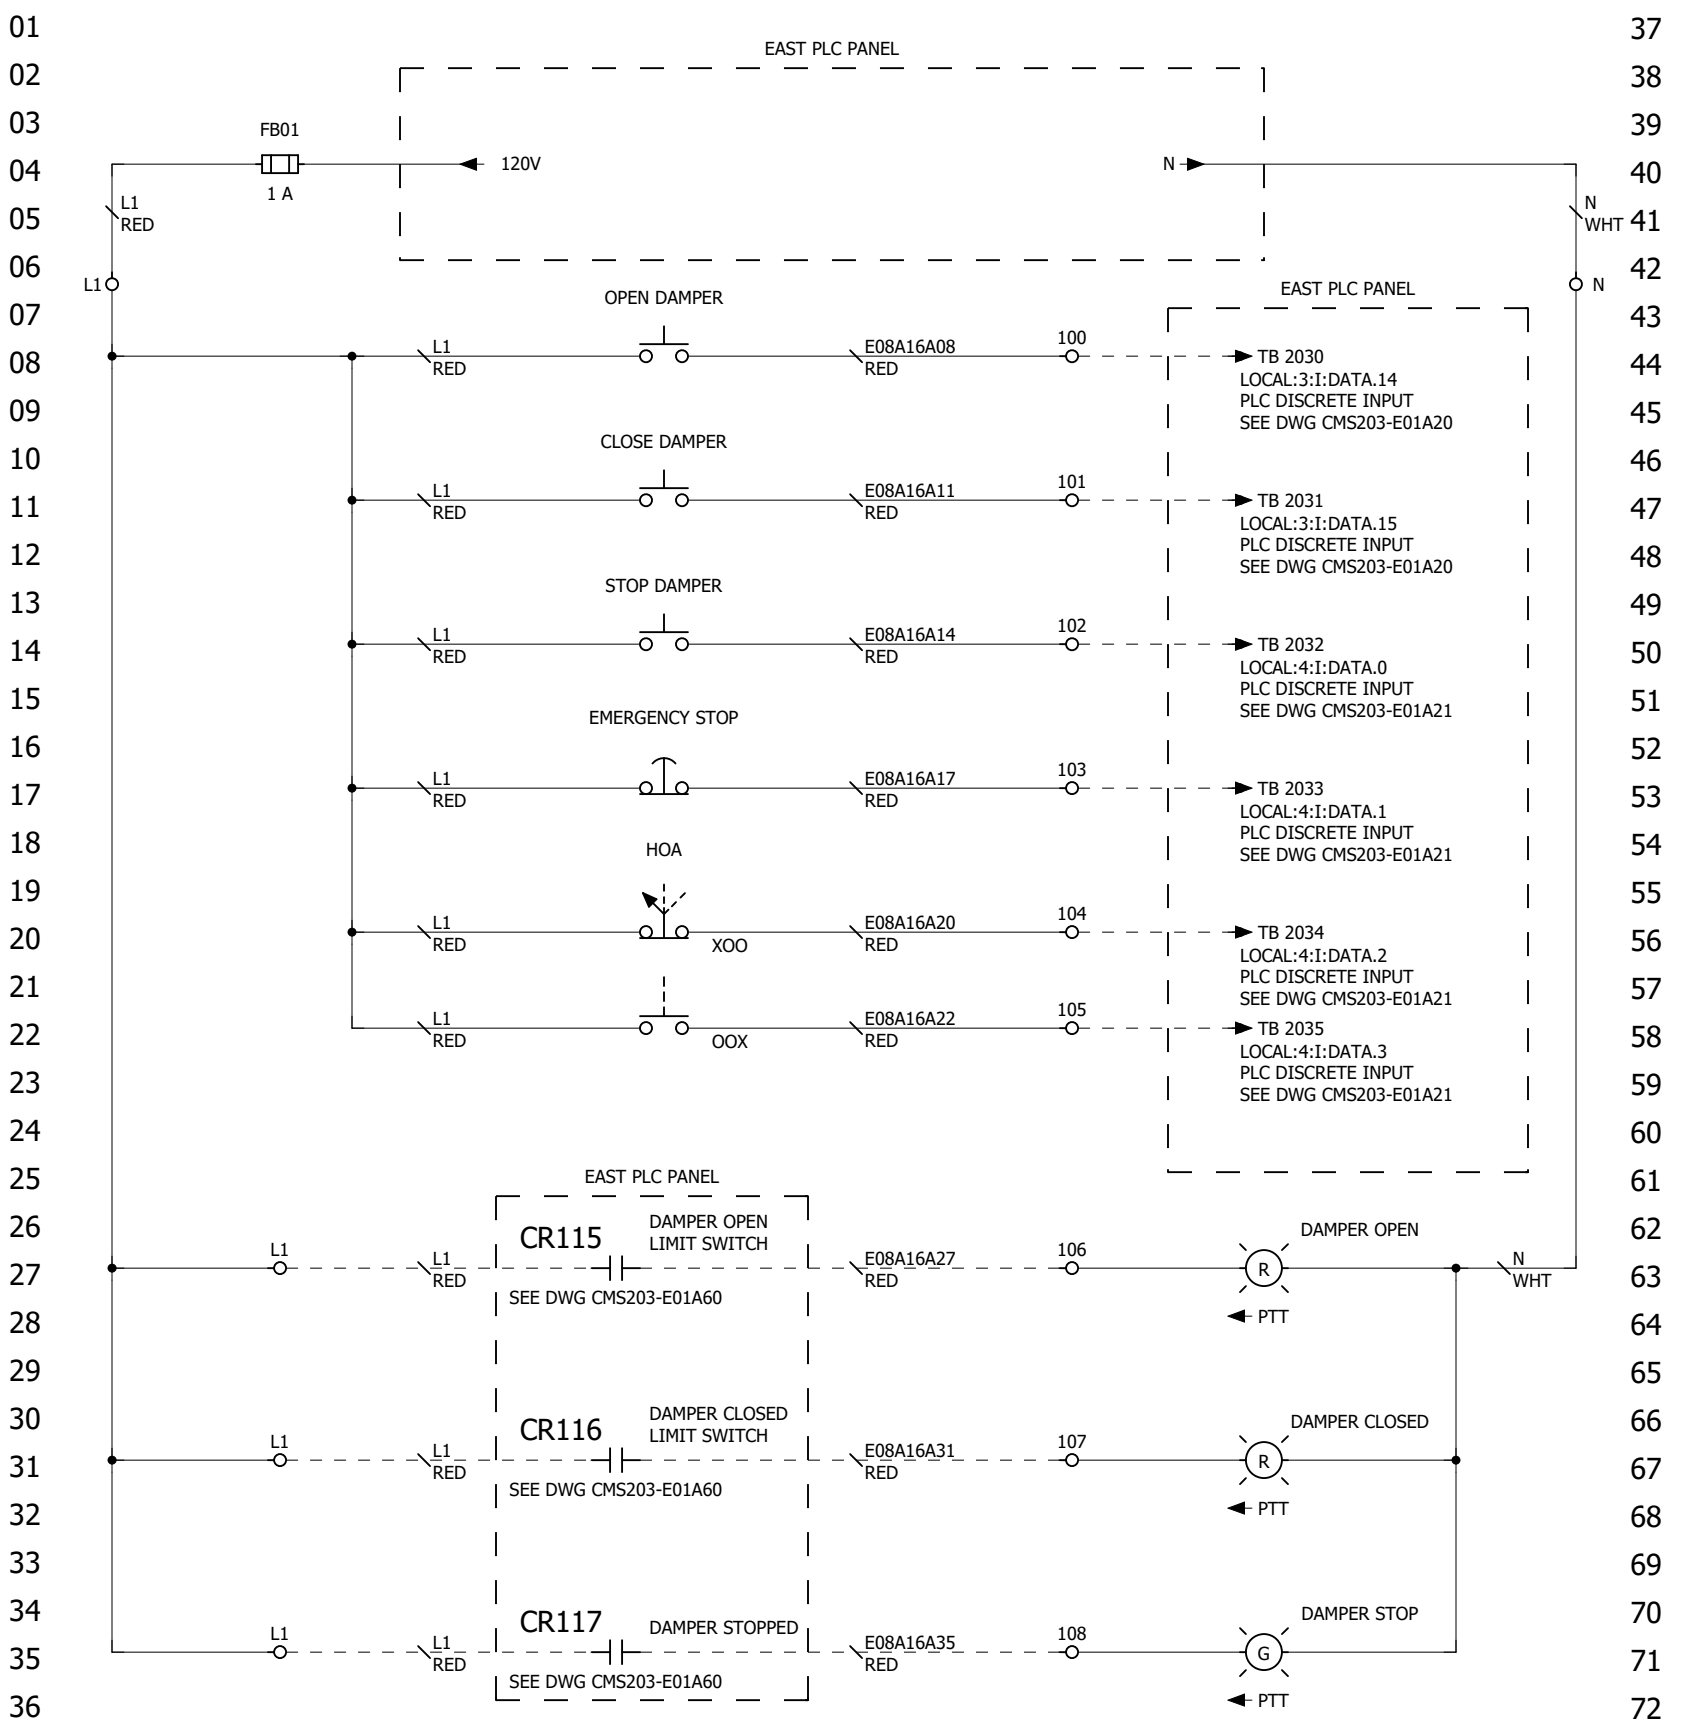 01
37
EAST PLC PANEL
02
38
03
FB01
39
04
120V
N
40
1 A
05
L1
RED
N
WHT
41
06
42
L1
N
OPEN DAMPER
EAST PLC PANEL
07
43
08
L1
RED
E08A16A08
RED
100
TB 2030
LOCAL:3:I:DATA.14
PLC DISCRETE INPUT
SEE DWG CMS203-E01A20
44
09
45
10
CLOSE DAMPER
46
11
L1
RED
E08A16A11
RED
101
TB 2031
LOCAL:3:I:DATA.15
PLC DISCRETE INPUT
SEE DWG CMS203-E01A20
47
12
48
13
STOP DAMPER
49
14
L1
RED
E08A16A14
RED
102
TB 2032
LOCAL:4:I:DATA.0
PLC DISCRETE INPUT
SEE DWG CMS203-E01A21
50
15
51
EMERGENCY STOP
16
52
17
L1
RED
E08A16A17
RED
103
TB 2033
LOCAL:4:I:DATA.1
PLC DISCRETE INPUT
SEE DWG CMS203-E01A21
53
18
HOA
54
19
55
20
L1
RED
XOO
E08A16A20
RED
104
TB 2034
LOCAL:4:I:DATA.2
PLC DISCRETE INPUT
SEE DWG CMS203-E01A21
56
21
57
22
L1
RED
OOX
E08A16A22
RED
105
TB 2035
LOCAL:4:I:DATA.3
PLC DISCRETE INPUT
SEE DWG CMS203-E01A21
58
23
59
24
60
25
EAST PLC PANEL
61
26
DAMPER OPEN
LIMIT SWITCH
DAMPER OPEN
62
27
L1
L1
RED
CR115
SEE DWG CMS203-E01A60
E08A16A27
RED
106
R
N
WHT
63
28
PTT
64
29
65
30
DAMPER CLOSED
LIMIT SWITCH
DAMPER CLOSED
66
31
L1
L1
RED
CR116
SEE DWG CMS203-E01A60
E08A16A31
RED
107
R
67
32
PTT
68
33
69
34
CR117
DAMPER STOPPED
DAMPER STOP
70
35
L1
L1
RED
SEE DWG CMS203-E01A60
E08A16A35
RED
108
G
71
36
PTT
72